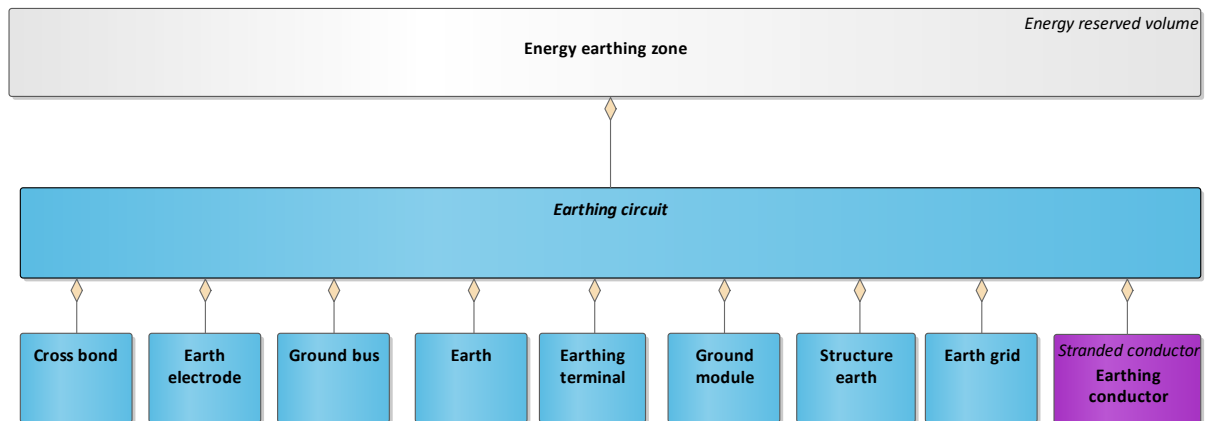 Energy reserved volume
Energy earthing zone
Earthing circuit
Cross bond
Earth
electrode
Ground bus
Earth
Earthing
terminal
Ground
module
Structure
earth
Earth grid
Stranded conductor
Earthing
conductor